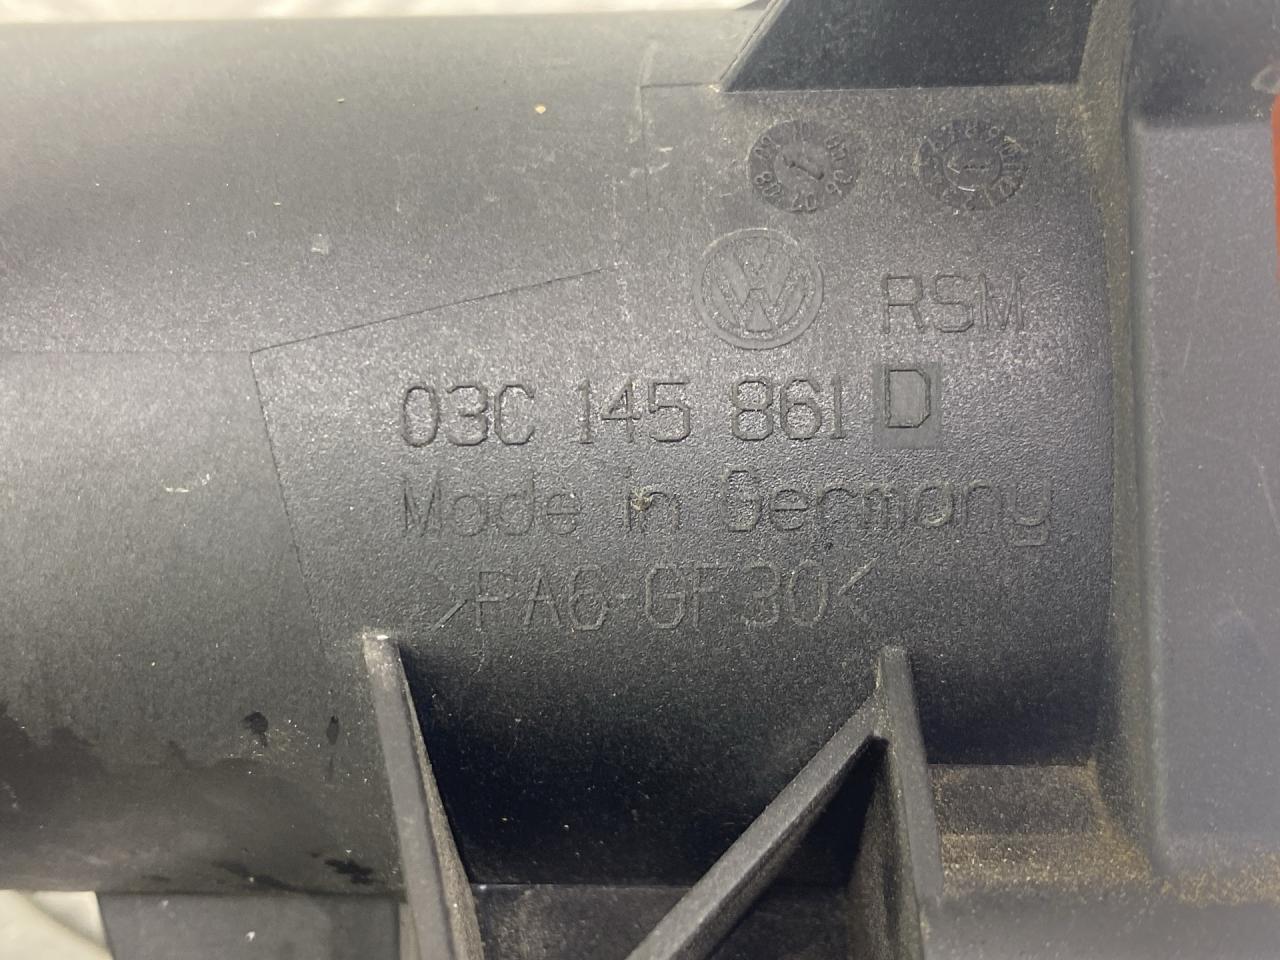 RSM
03C 145 861 D
Made in Germany
>PA6-GF30<